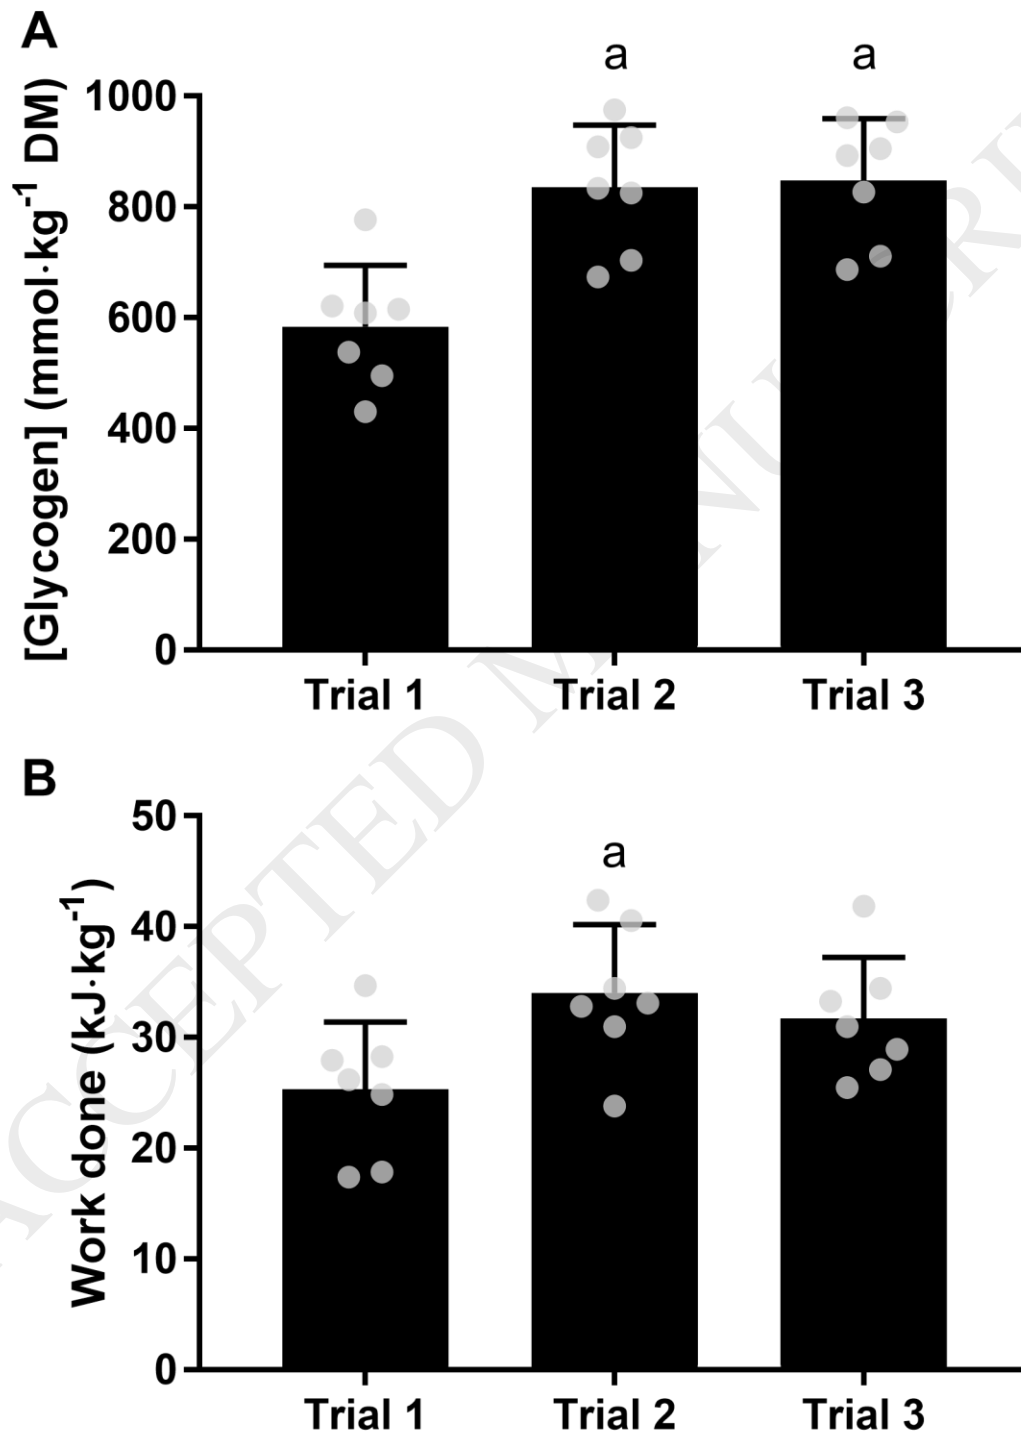 A
a a
[Glycogen] (mmol·kg⁻¹ DM)
1000
800
600
400
200
0
Trial 1 Trial 2 Trial 3
B
a
Work done (kJ·kg⁻¹)
50
40
30
20
10
0
Trial 1 Trial 2 Trial 3
ACCEPTED MANUSCRI